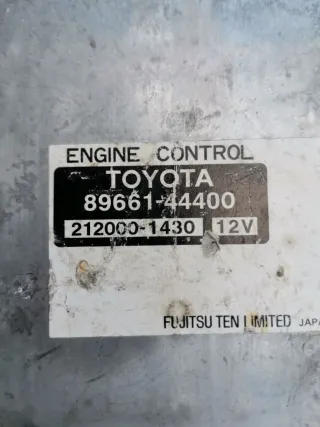 ENGINE CONTROL
TOYOTA
89661-44400
212000-1430 12V
FUJITSU TEN LIMITED